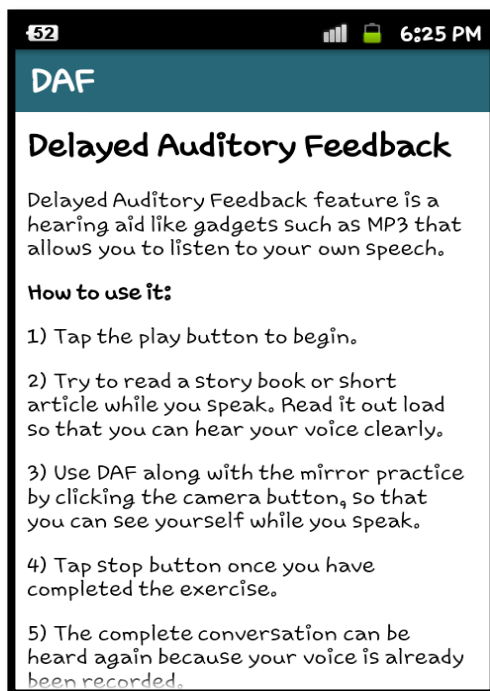 52
6:25 PM
DAF
Delayed Auditory Feedback
Delayed Auditory Feedback feature is a
hearing aid like gadgets such as MP3 that
allows you to listen to your own speech.
How to use it:
1) Tap the play button to begin.
2) Try to read a story book or short
article while you speak. Read it out load
so that you can hear your voice clearly.
3) Use DAF along with the mirror practice
by clicking the camera button, so that
you can see yourself while you speak.
4) Tap stop button once you have
completed the exercise.
5) The complete conversation can be
heard again because your voice is already
been recorded.